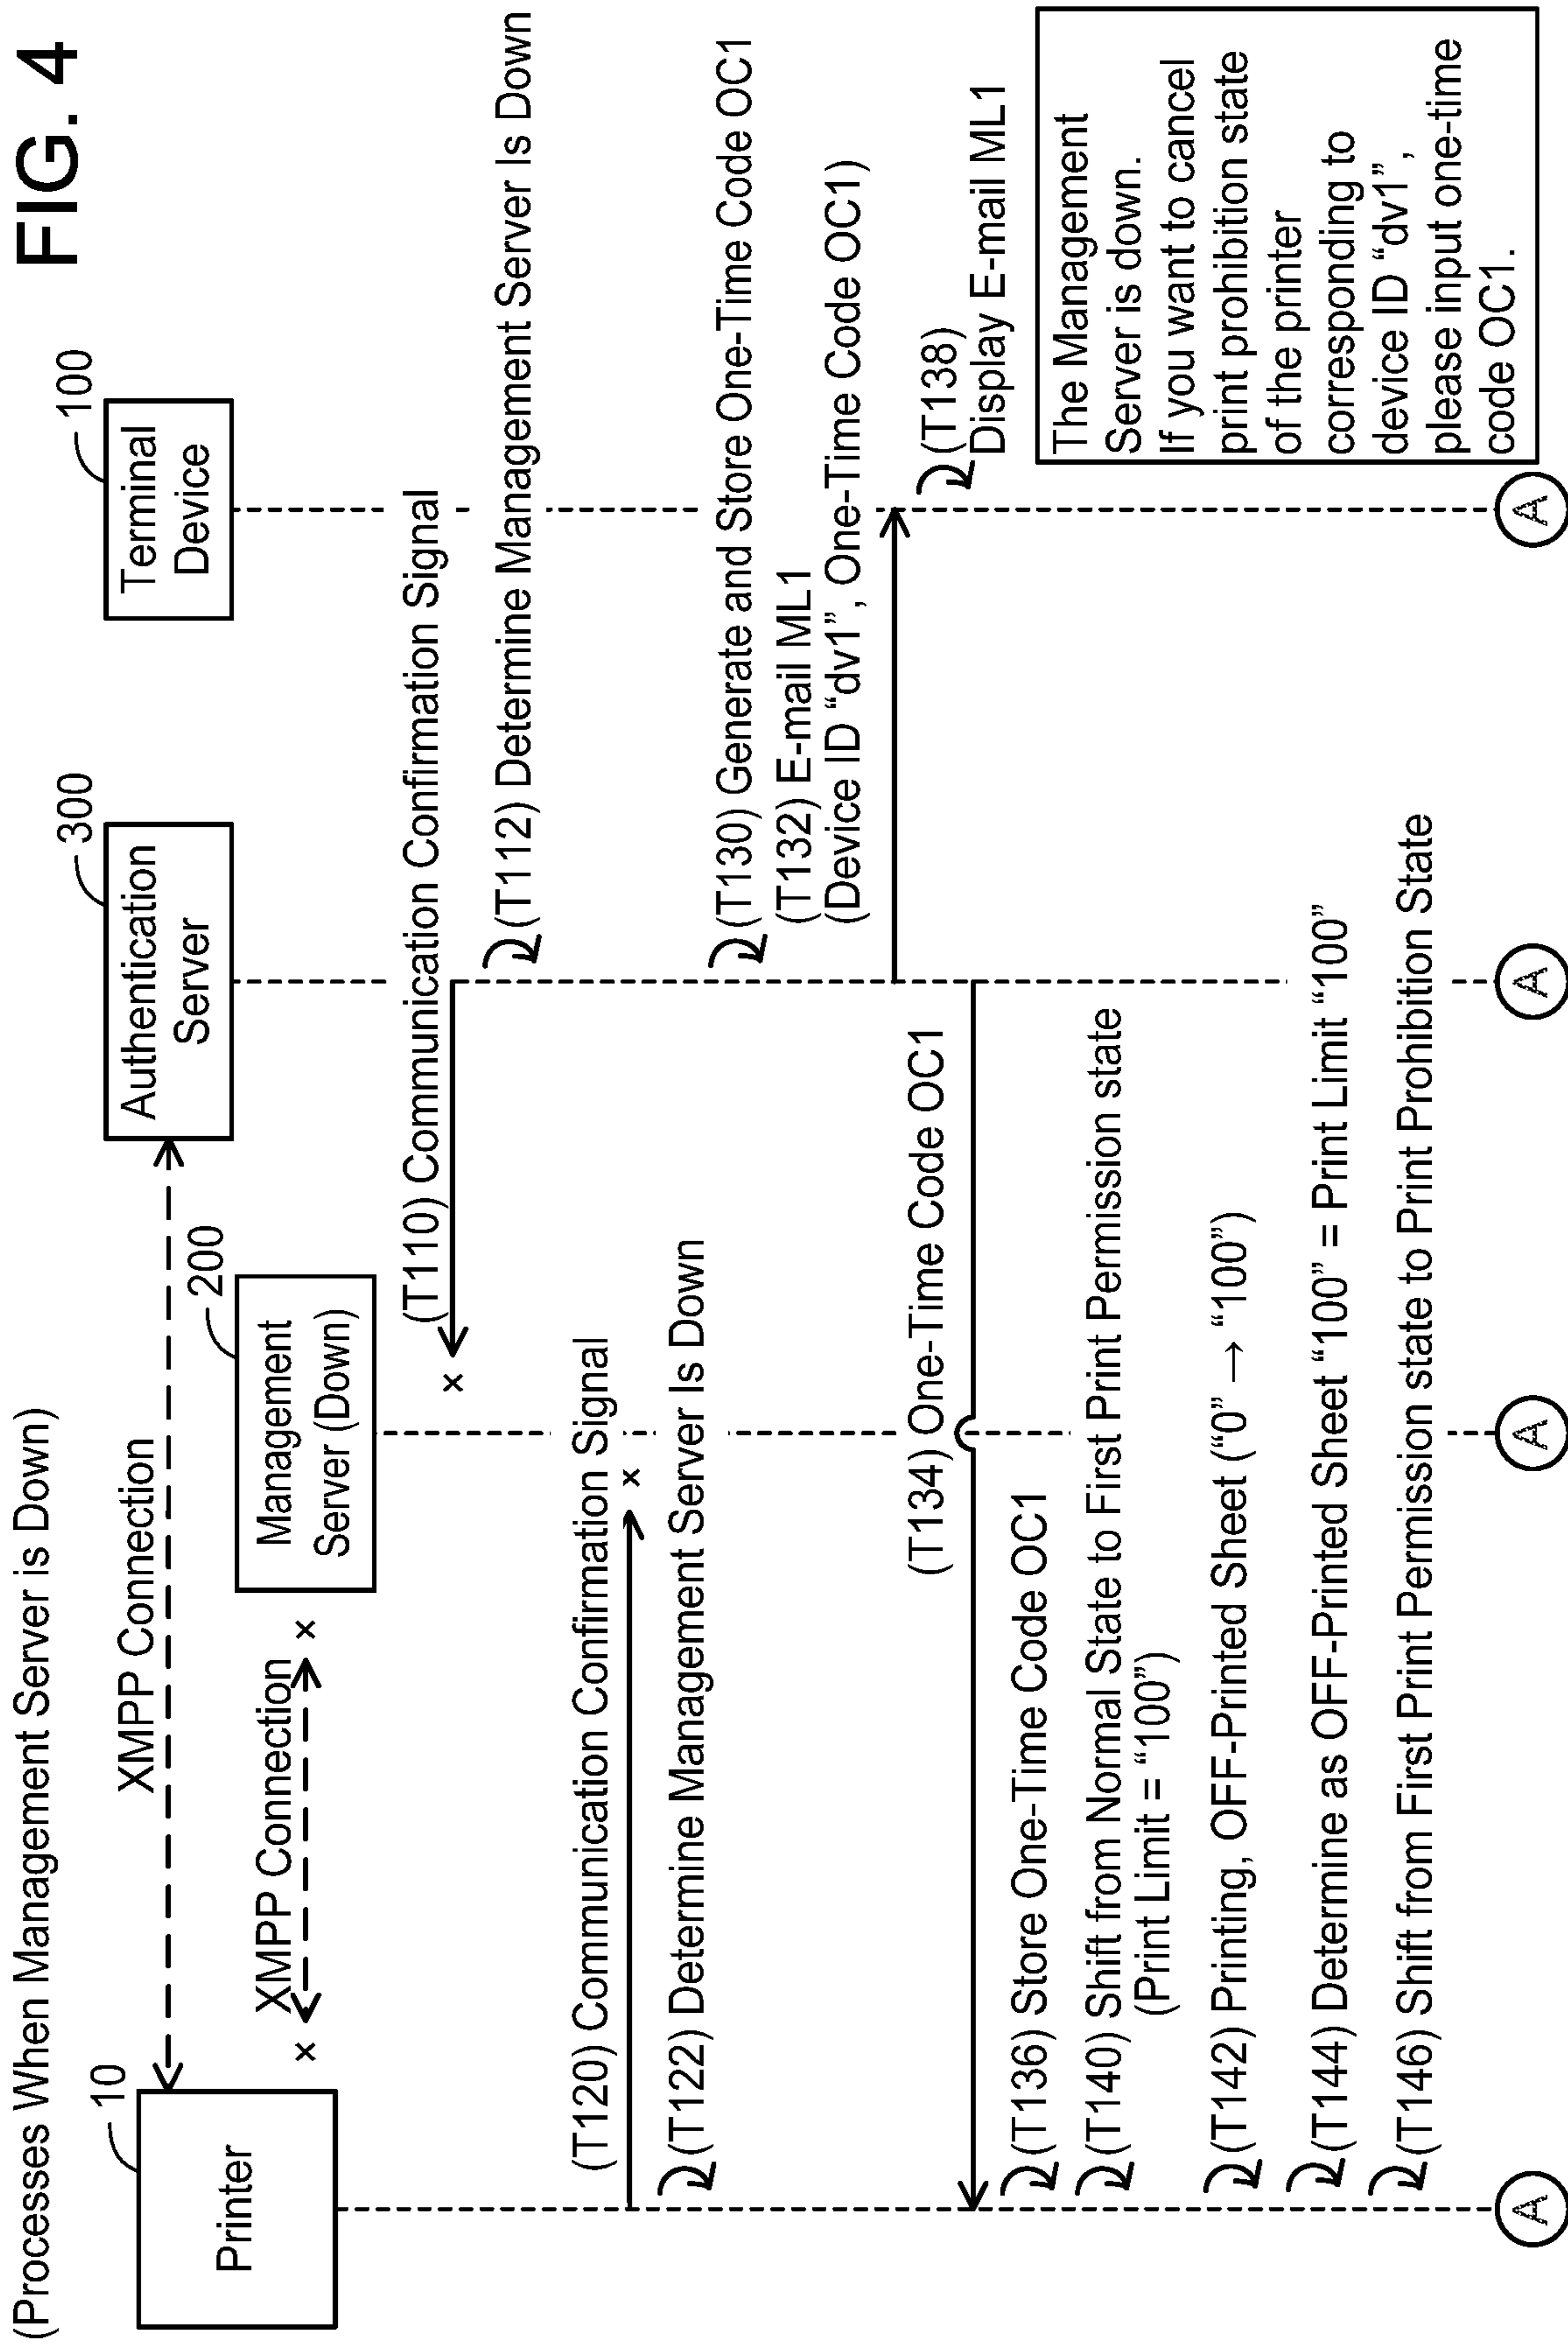 FIG. 4
(Processes When Management Server is Down)
10
Printer
XMPP Connection
XMPP Connection
×
×
200
Management
Server (Down)
300
Authentication
Server
100
Terminal
Device
(T110) Communication Confirmation Signal
×
(T112) Determine Management Server Is Down
(T120) Communication Confirmation Signal
×
(T122) Determine Management Server Is Down
(T130) Generate and Store One-Time Code OC1
(T132) E-mail ML1
(Device ID “dv1”, One-Time Code OC1)
(T134) One-Time Code OC1
(T138)
Display E-mail ML1
The Management
Server is down.
If you want to cancel
print prohibition state
of the printer
corresponding to
device ID “dv1”,
please input one-time
code OC1.
(T136) Store One-Time Code OC1
(T140) Shift from Normal State to First Print Permission state
(Print Limit = “100”)
(T142) Printing, OFF-Printed Sheet (“0” → “100”)
(T144) Determine as OFF-Printed Sheet “100” = Print Limit “100”
(T146) Shift from First Print Permission state to Print Prohibition State
A
A
A
A